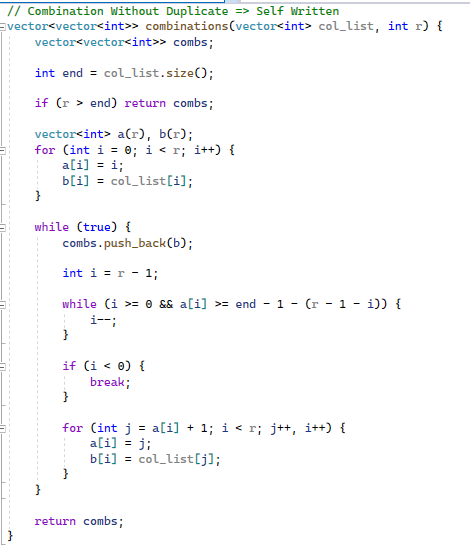 // Combination Without Duplicate => Self Written
vector<vector<int>> combinations(vector<int> col_list, int r) {
    vector<vector<int>> combs;

    int end = col_list.size();

    if (r > end) return combs;

    vector<int> a(r), b(r);
    for (int i = 0; i < r; i++) {
        a[i] = i;
        b[i] = col_list[i];
    }

    while (true) {
        combs.push_back(b);

        int i = r - 1;

        while (i >= 0 && a[i] >= end - 1 - (r - 1 - i)) {
            i--;
        }

        if (i < 0) {
            break;
        }

        for (int j = a[i] + 1; i < r; j++, i++) {
            a[i] = j;
            b[i] = col_list[j];
        }
    }

    return combs;
}